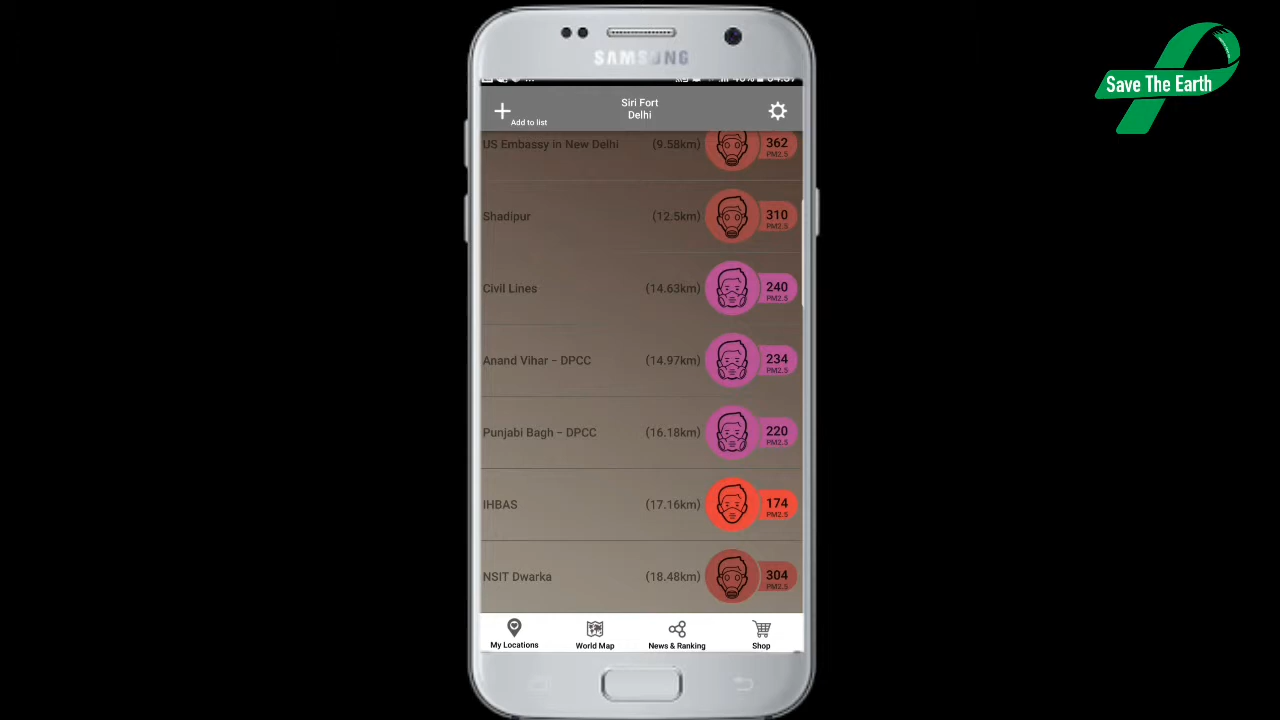 SAMSUNG
Save The Earth
Add to list
Siri Fort
Delhi
US Embassy in New Delhi (9.58km) 362
PM2.5
Shadipur (12.5km) 310
PM2.5
Civil Lines (14.63km) 240
PM2.5
Anand Vihar - DPCC (14.97km) 234
PM2.5
Punjabi Bagh - DPCC (16.18km) 220
PM2.5
IHBAS (17.16km) 174
PM2.5
NSIT Dwarka (18.48km) 304
PM2.5
My Locations World Map News & Ranking Shop